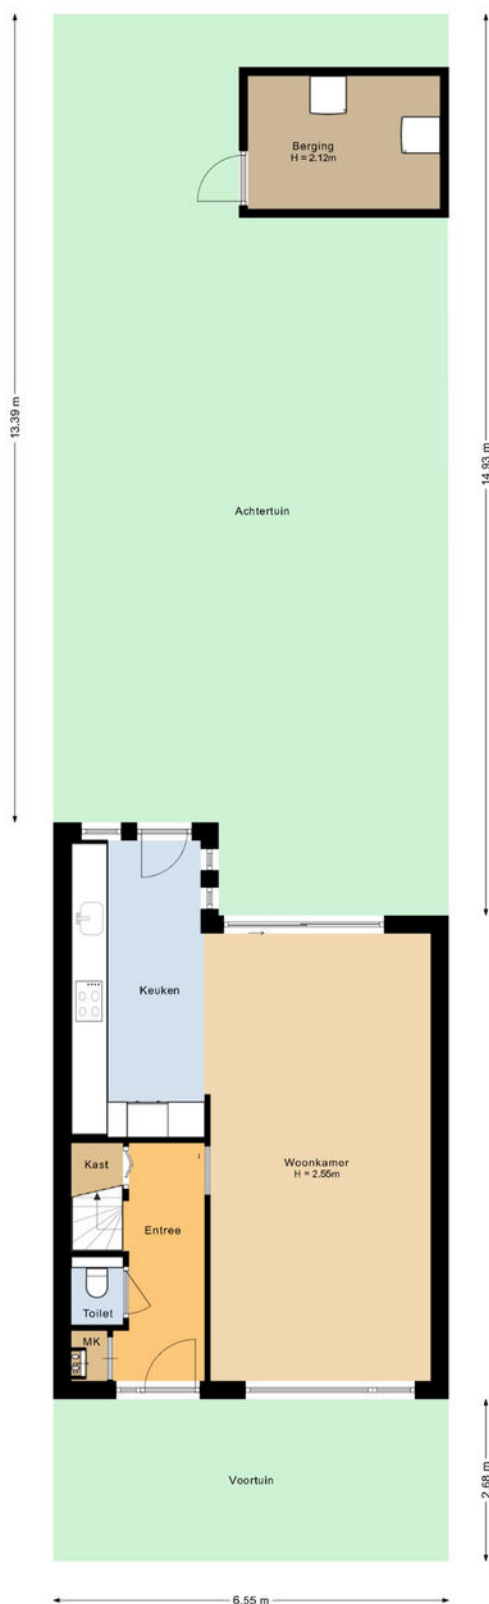 Berging
H = 2.12m
13.39 m
14.93 m
Achtertuin
Keuken
Kast
Woonkamer
H = 2.55m
Entree
Toilet
MK
Voortuin
2.68 m
6.55 m